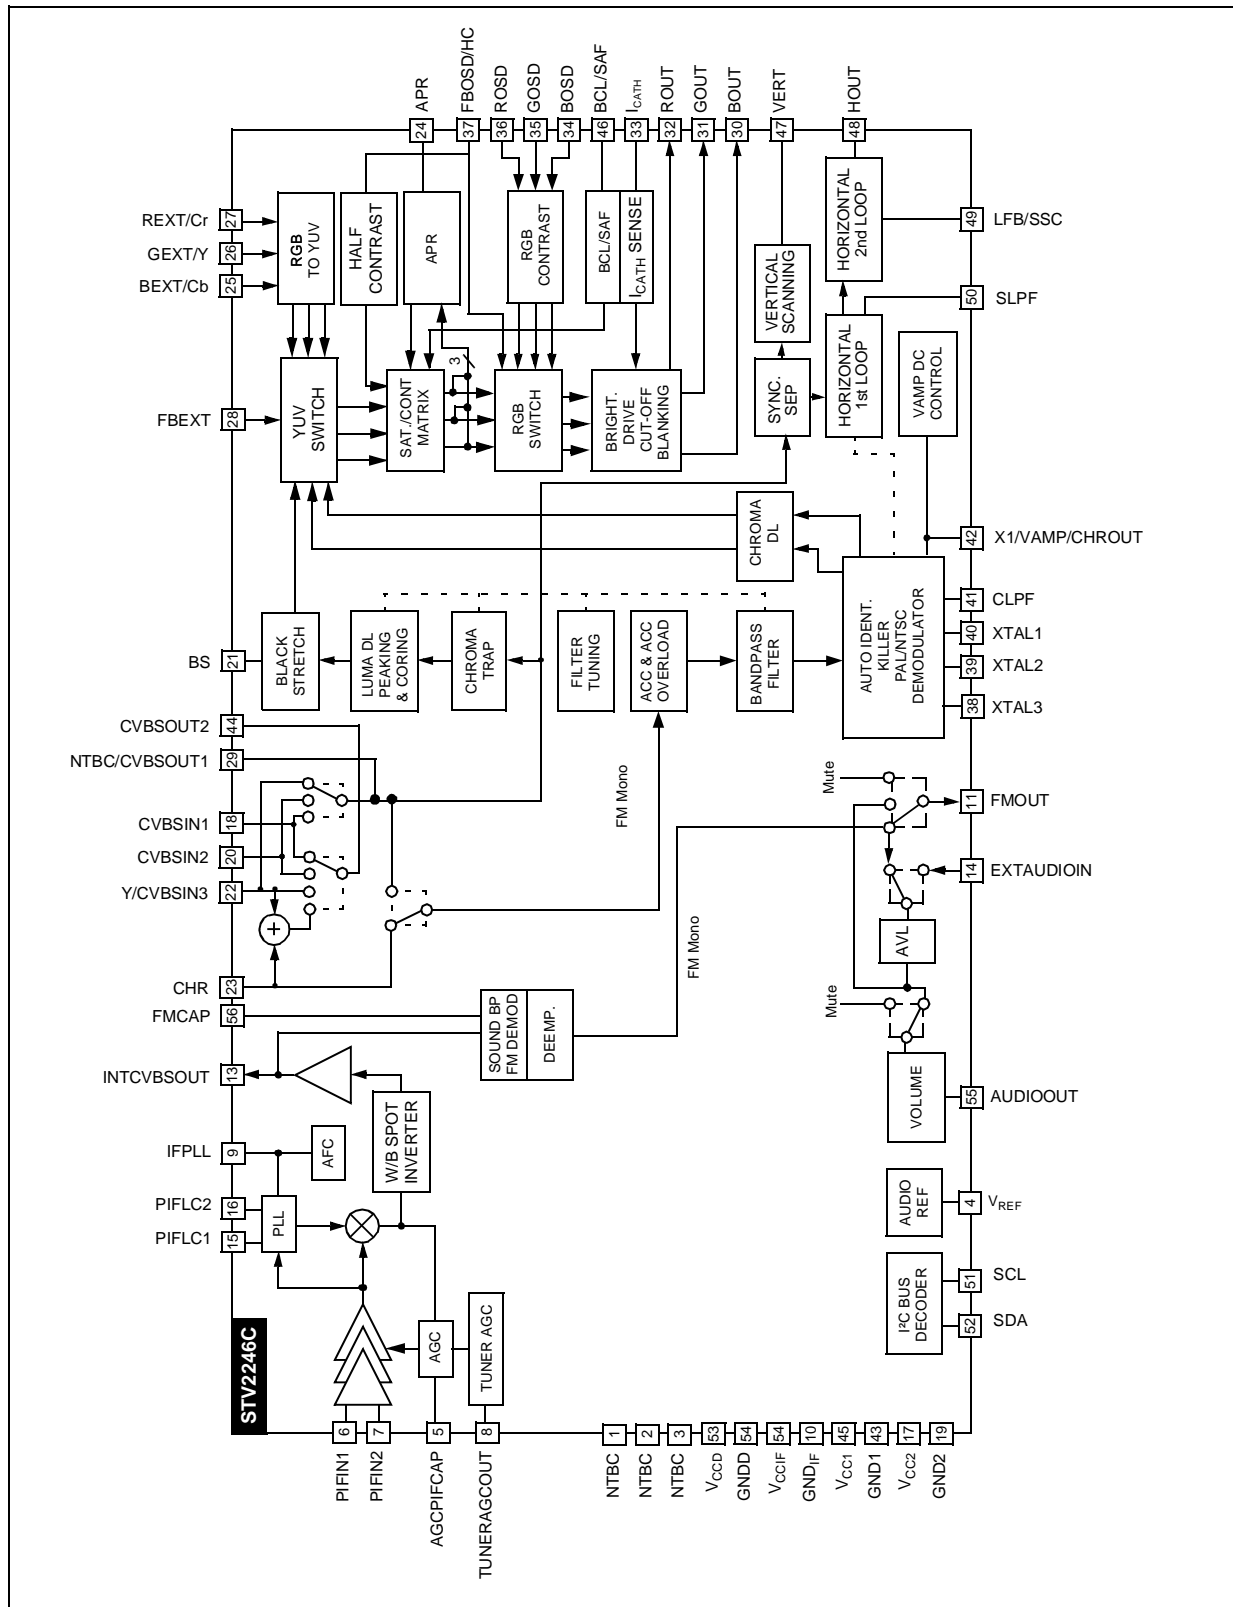 APR
FBOSD/HC
ROSD
GOSD
BOSD
BCL/SAF
ICATH
ROUT
GOUT
BOUT
VERT
HOUT
24
37
36
35
34
46
33
32
31
30
47
48
REXT/Cr
27
GEXT/Y
26
BEXT/Cb
25
RGB
TO YUV
HALF
CONTRAST
APR
RGB
CONTRAST
BCL/SAF
ICATH SENSE
VERTICAL
SCANNING
HORIZONTAL
2nd LOOP
49
LFB/SSC
50
SLPF
3
FBEXT
28
YUV
SWITCH
SAT./CONT
MATRIX
RGB
SWITCH
BRIGHT.
DRIVE
CUT-OFF
BLANKING
SYNC.
SEP
HORIZONTAL
1st LOOP
VAMP DC
CONTROL
CHROMA
DL
42
X1/VAMP/CHROUT
BS
21
BLACK
STRETCH
LUMA DL
PEAKING
& CORING
CHROMA
TRAP
FILTER
TUNING
ACC & ACC
OVERLOAD
BANDPASS
FILTER
AUTO IDENT.
KILLER
PAL/NTSC
DEMODULATOR
41
CLPF
40
XTAL1
39
XTAL2
38
XTAL3
CVBSOUT2
44
NTBC/CVBSOUT1
29
CVBSIN1
18
CVBSIN2
20
Y/CVBSIN3
22
+
CHR
23
FM Mono
FM Mono
Mute
11
FMOUT
14
EXTAUDIOIN
AVL
Mute
FMCAP
56
INTCVBSOUT
13
SOUND BP
FM DEMOD
DEEMP.
VOLUME
55
AUDIOOUT
IFPLL
9
AFC
W/B SPOT
INVERTER
PIFLC2
16
PIFLC1
15
PLL
AUDIO
REF
4
VREF
I²C BUS
DECODER
51
SCL
52
SDA
STV2246C
AGC
TUNER AGC
6
7
5
8
1
2
3
53
54
54
10
45
43
17
19
PIFIN1
PIFIN2
AGCPIFCAP
TUNERAGCOUT
NTBC
NTBC
NTBC
VCCD
GNDD
VCCIF
GNDIF
VCC1
GND1
VCC2
GND2